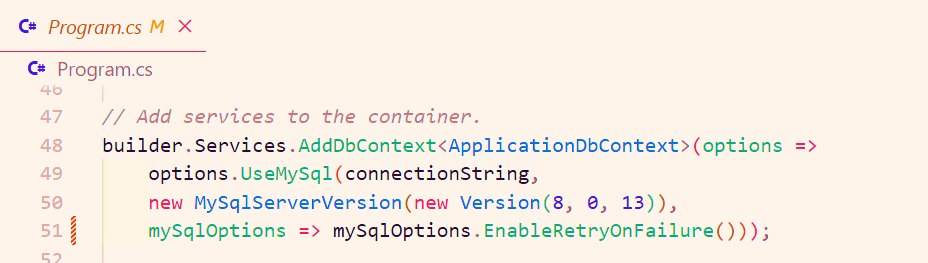 C# Program.cs M ×
C# Program.cs
46
47 // Add services to the container.
48 builder.Services.AddDbContext<ApplicationDbContext>(options =>
49 options.UseMySql(connectionString,
50 new MySqlServerVersion(new Version(8, 0, 13)),
51 mySqlOptions => mySqlOptions.EnableRetryOnFailure()));
52